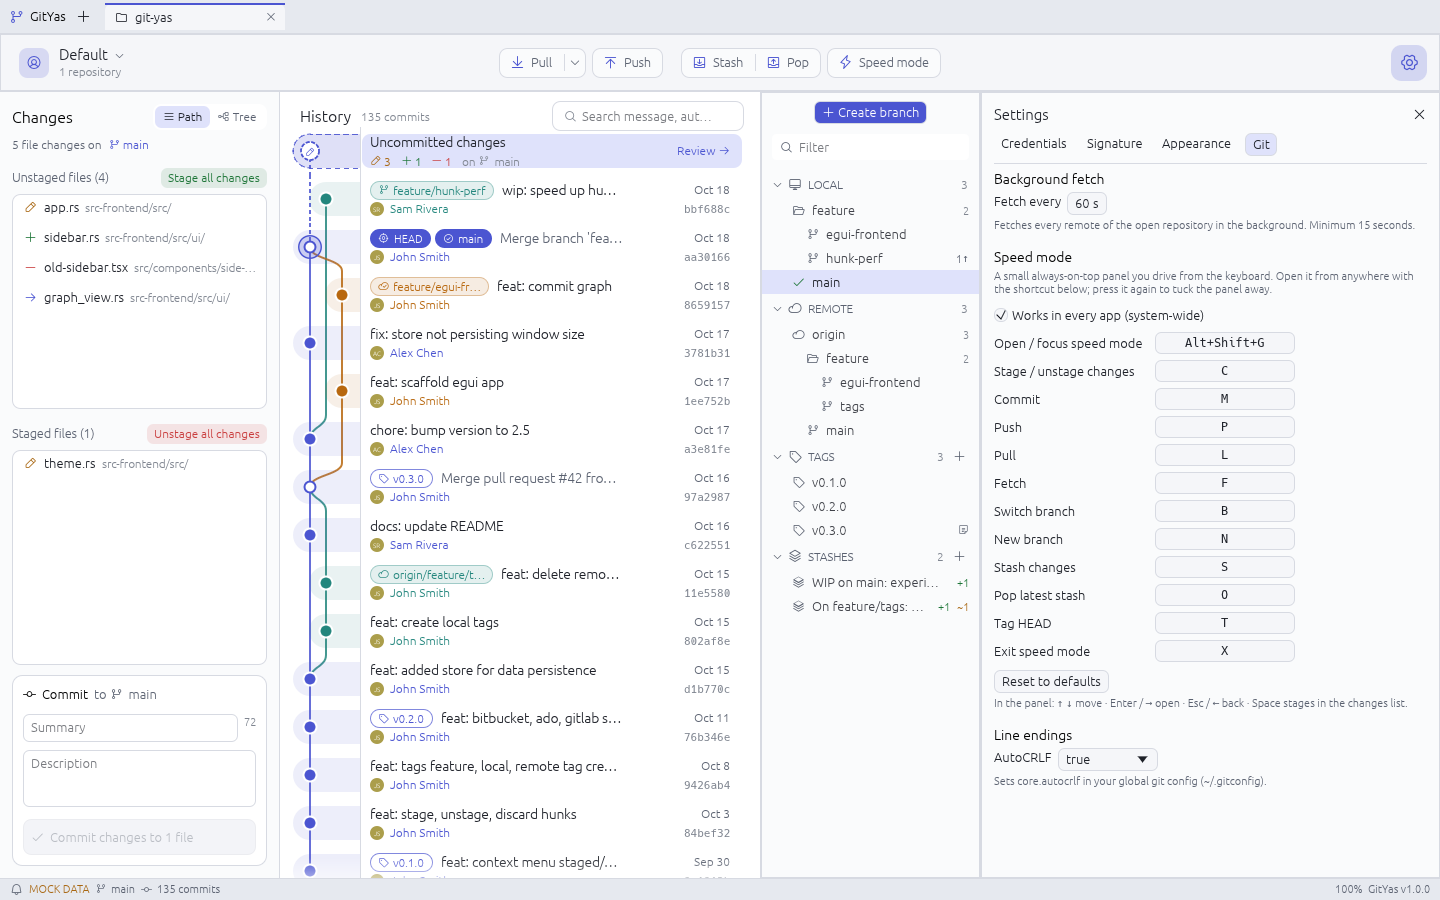 GitYas
git-yas
Default
1 repository
Pull
Push
Stash
Pop
Speed mode
Changes
Path
Tree
5 file changes on main
Unstaged files (4)
Stage all changes
app.rs src-frontend/src/
sidebar.rs src-frontend/src/ui/
old-sidebar.tsx src/components/side-...
graph_view.rs src-frontend/src/ui/
Staged files (1)
Unstage all changes
theme.rs src-frontend/src/
Commit to main
Summary
72
Description
Commit changes to 1 file
History 135 commits
Search message, aut...
Uncommitted changes
3 + 1 − 1 on main
Review →
feature/hunk-perf wip: speed up hu... Oct 18
SR Sam Rivera bbf688c
HEAD main Merge branch 'fea... Oct 18
JS John Smith aa30166
feature/egui-fr... feat: commit graph Oct 18
JS John Smith 8659157
fix: store not persisting window size Oct 17
AC Alex Chen 3781b31
feat: scaffold egui app Oct 17
JS John Smith 1ee752b
chore: bump version to 2.5 Oct 17
AC Alex Chen a3e81fe
v0.3.0 Merge pull request #42 fro... Oct 16
JS John Smith 97a2987
docs: update README Oct 16
SR Sam Rivera c622551
origin/feature/t... feat: delete remo... Oct 15
JS John Smith 11e5580
feat: create local tags Oct 15
JS John Smith 802af8e
feat: added store for data persistence Oct 15
JS John Smith d1b770c
v0.2.0 feat: bitbucket, ado, gitlab s... Oct 11
JS John Smith 76b346e
feat: tags feature, local, remote tag cre... Oct 8
JS John Smith 9426ab4
feat: stage, unstage, discard hunks Oct 3
JS John Smith 84bef32
v0.1.0 feat: context menu staged/... Sep 30
Create branch
Filter
LOCAL 3
feature 2
egui-frontend
hunk-perf 1↑
main
REMOTE 3
origin 3
feature 2
egui-frontend
tags
main
TAGS 3
v0.1.0
v0.2.0
v0.3.0
STASHES 2
WIP on main: experi... +1
On feature/tags: ... +1 ~1
Settings
Credentials
Signature
Appearance
Git
Background fetch
Fetch every 60 s
Fetches every remote of the open repository in the background. Minimum 15 seconds.
Speed mode
A small always-on-top panel you drive from the keyboard. Open it from anywhere with
the shortcut below; press it again to tuck the panel away.
Works in every app (system-wide)
Open / focus speed mode Alt+Shift+G
Stage / unstage changes C
Commit M
Push P
Pull L
Fetch F
Switch branch B
New branch N
Stash changes S
Pop latest stash O
Tag HEAD T
Exit speed mode X
Reset to defaults
In the panel: ↑ ↓ move · Enter / → open · Esc / ← back · Space stages in the changes list.
Line endings
AutoCRLF true
Sets core.autocrlf in your global git config (~/.gitconfig).
MOCK DATA
main
135 commits
100% GitYas v1.0.0